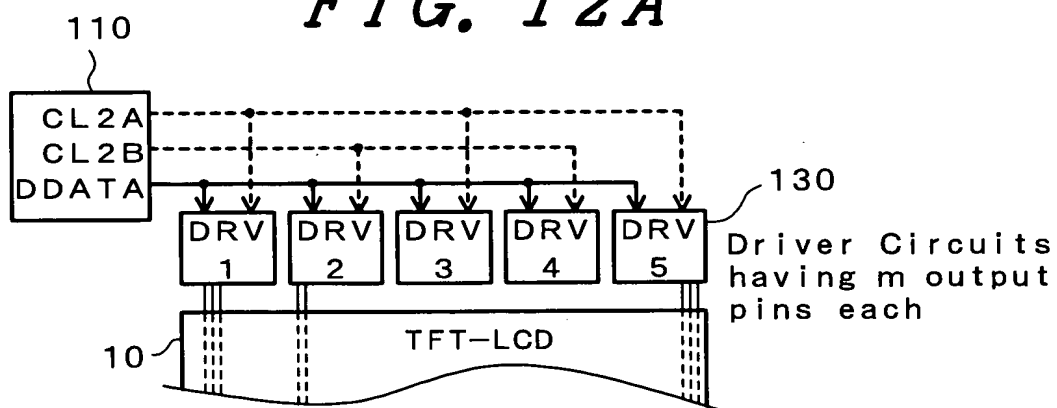 FIG. 12A
110
CL2A
CL2B
DDATA
DRV 1
DRV 2
DRV 3
DRV 4
DRV 5
130
Driver Circuits
having m output
pins each
10
TFT-LCD